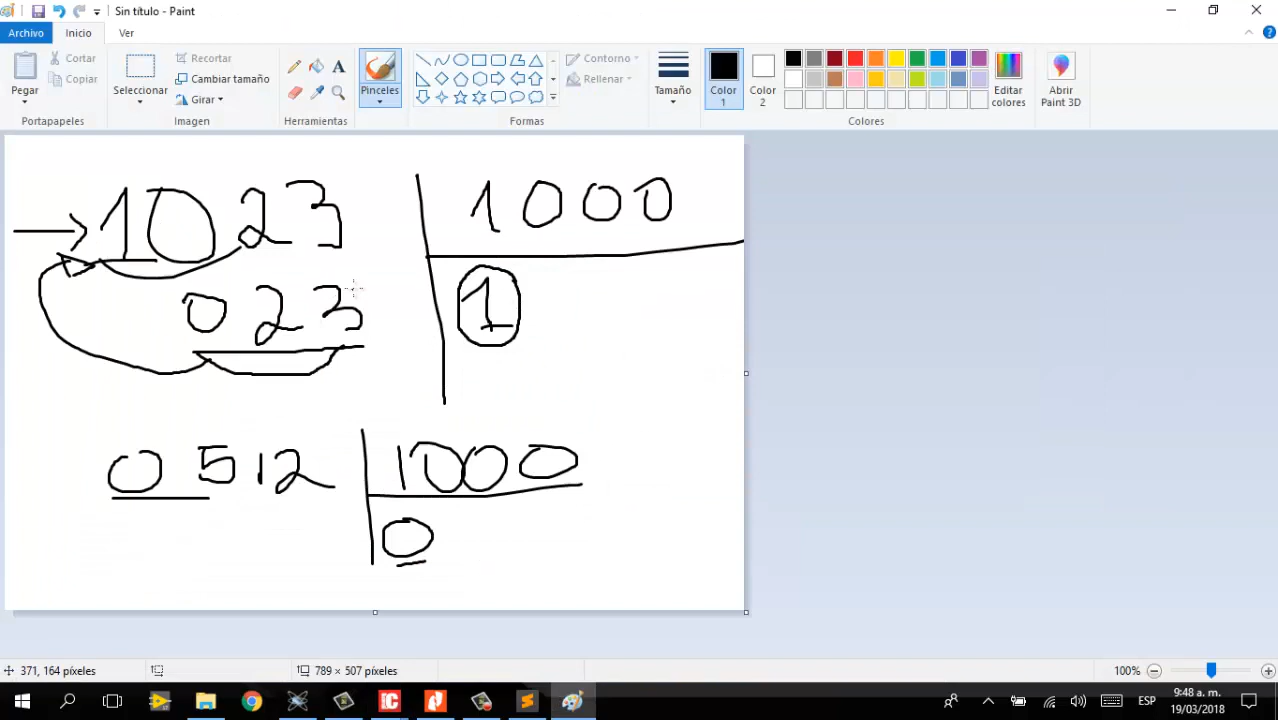 Sin título - Paint
Archivo Inicio Ver
Pegar
Cortar
Copiar
Portapapeles
Seleccionar
Recortar
Cambiar tamaño
Girar
Imagen
A
Herramientas
Pinceles
Contorno
Rellenar
Formas
Tamaño
Color 1
Color 2
Editar colores
Colores
Abrir Paint 3D
1023 1000
1
023
0512 1000
0
371, 164 píxeles 789 × 507 píxeles 100%
ESP 9:48 a. m.
19/03/2018